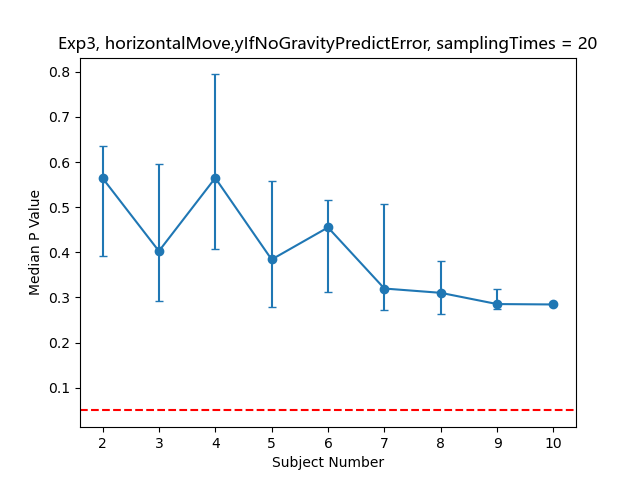 Exp3, horizontalMove,yIfNoGravityPredictError, samplingTimes = 20
0.8
0.7
0.6
0.5
0.4
0.3
0.2
0.1
Median P Value
2 3 4 5 6 7 8 9 10
Subject Number